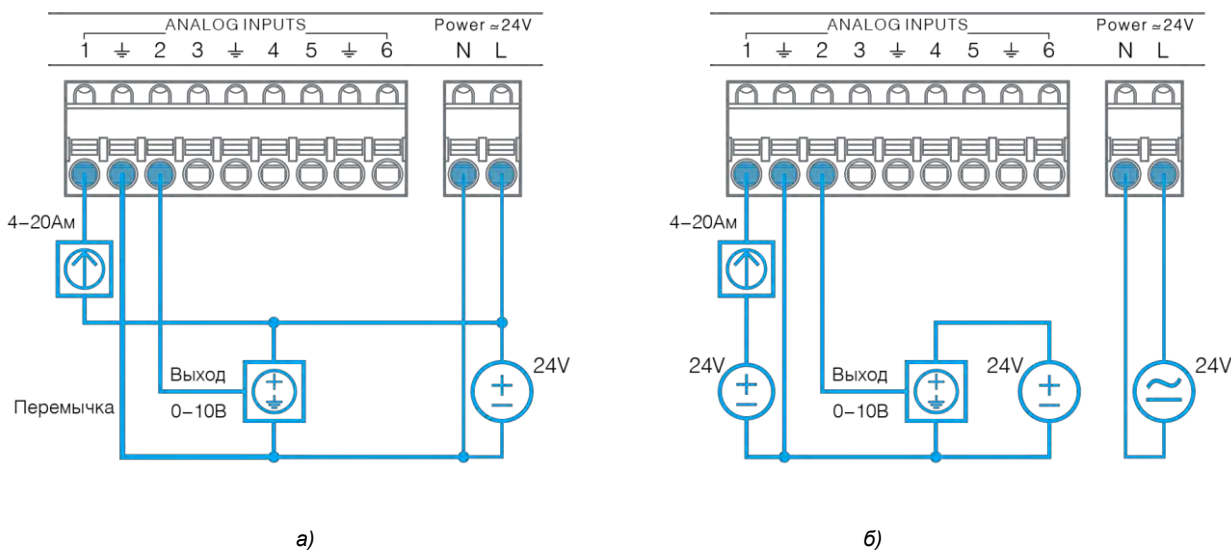 ANALOG INPUTS Power ≃24V
1 ⏚ 2 3 ⏚ 4 5 ⏚ 6 N L
4–20Ам
Выход
24V
Перемычка
0–10В
а)
ANALOG INPUTS Power ≃24V
1 ⏚ 2 3 ⏚ 4 5 ⏚ 6 N L
4–20Ам
24V
Выход
24V
24V
0–10В
б)